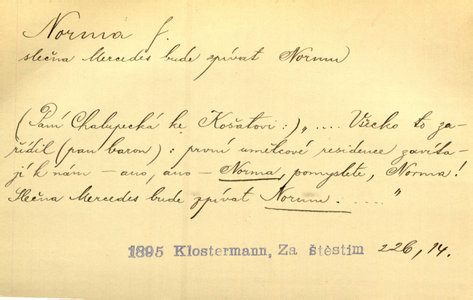 Norma f.
slečna Mercedes bude zpívat Normu
(Paní Chalupecká ke Košatovi:) „.... Všecko to za-
řídil (pan baron): první umělcové residence zavíta-
jí k nám – ano, ano – Norma, pomyslete, Norma!
Slečna Mercedes bude zpívat Normu....."
1895 Klostermann, Za štěstím 226, 14.